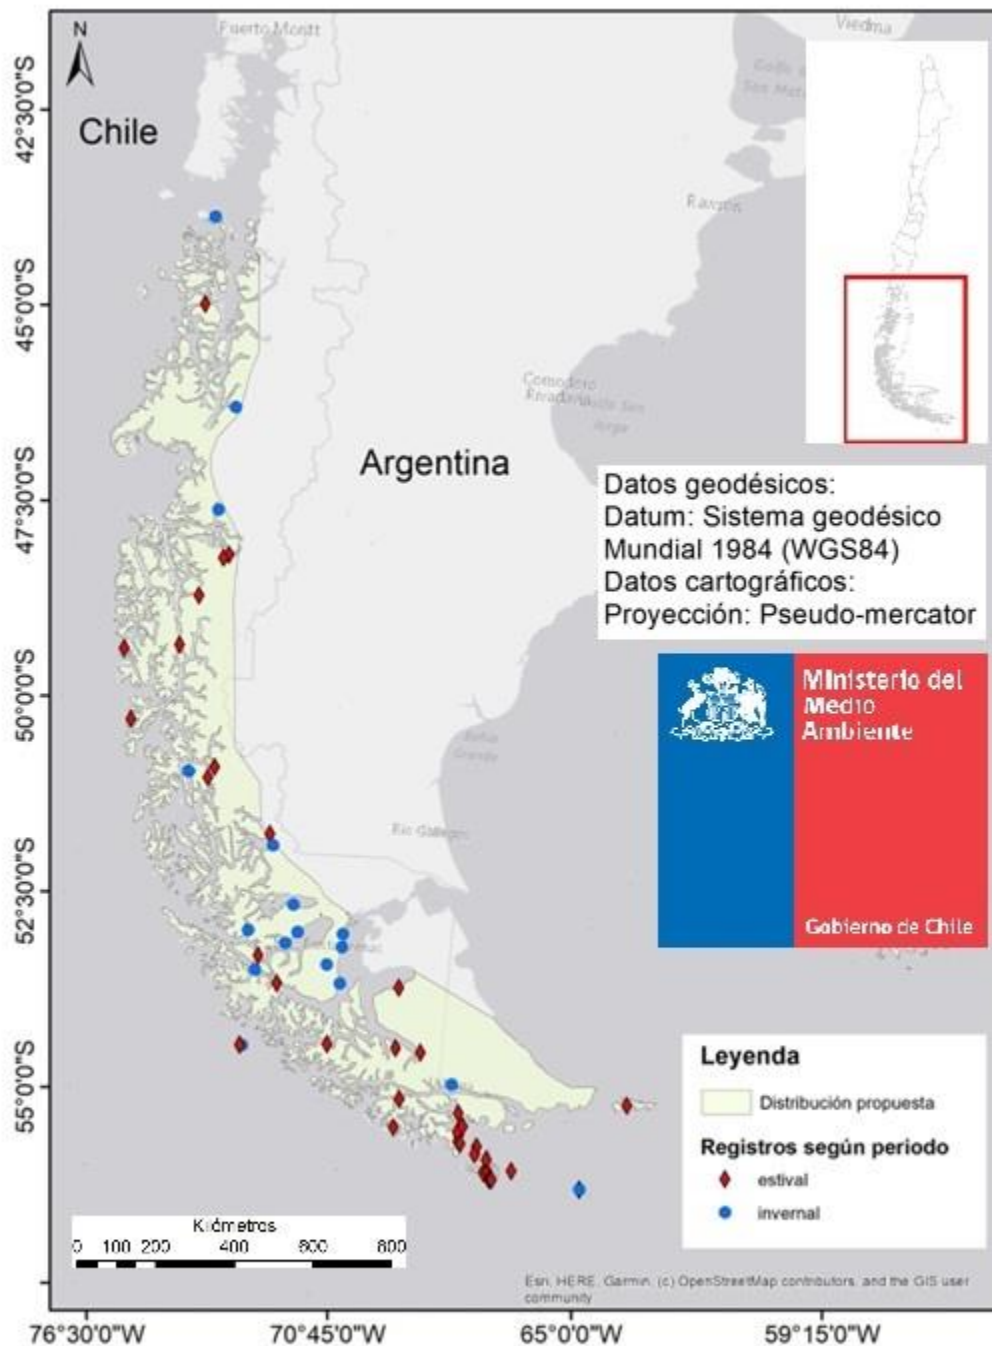 N
Puerto Montt
Viedma
Chile
Rawson
Comodoro
Argentina
Datos geodésicos:
Datum: Sistema geodésico
Mundial 1984 (WGS84)
Datos cartográficos:
Proyección: Pseudo-mercator
Ministerio del
Medio
Ambiente
Gobierno de Chile
Grande
Río Gallegos
Leyenda
Distribución propuesta
Registros según periodo
estival
invernal
Kilómetros
0 100 200 400 600 800
Esri, HERE, Garmin, (c) OpenStreetMap contributors, and the GIS user
community
42°30'0"S
45°0'0"S
47°30'0"S
50°0'0"S
52°30'0"S
55°0'0"S
76°30'0"W
70°45'0"W
65°0'0"W
59°15'0"W